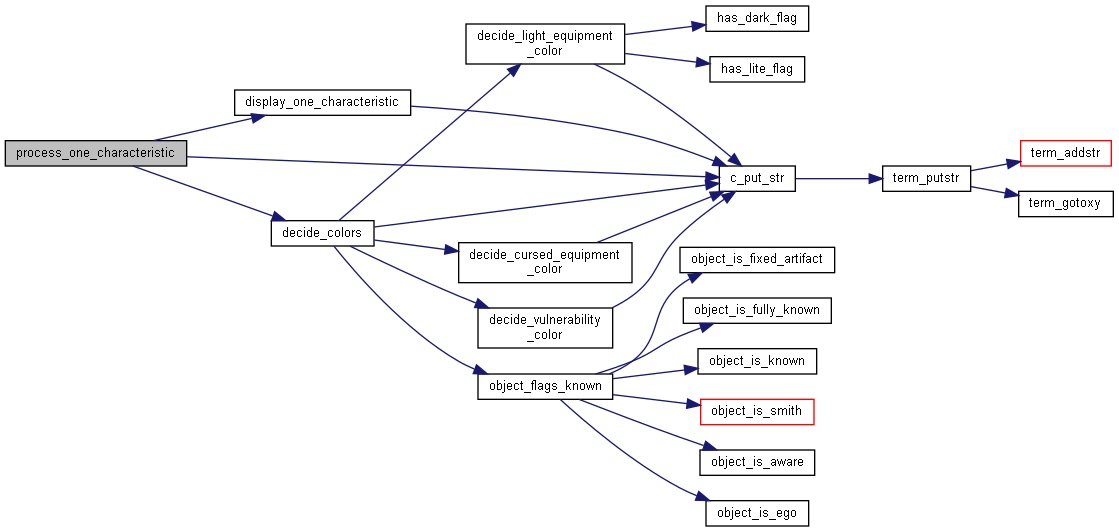 process_one_characteristic
display_one_characteristic
decide_colors
decide_light_equipment
_color
decide_cursed_equipment
_color
decide_vulnerability
_color
object_flags_known
has_dark_flag
has_lite_flag
c_put_str
object_is_fixed_artifact
object_is_fully_known
object_is_known
object_is_smith
object_is_aware
object_is_ego
term_putstr
term_addstr
term_gotoxy